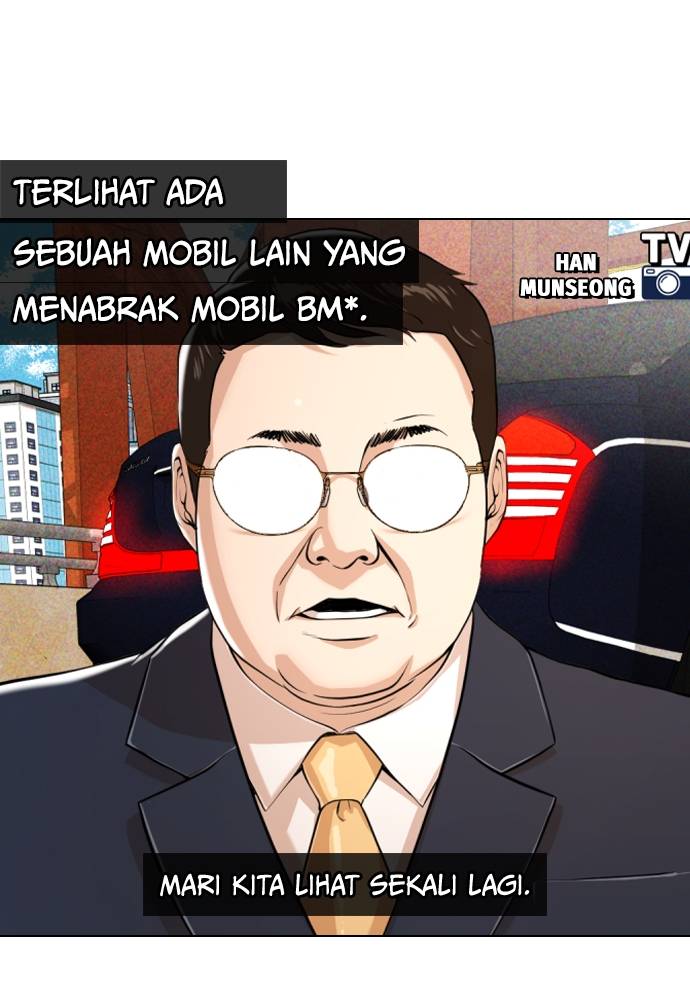 TERLIHAT ADA
SEBUAH MOBIL LAIN YANG
MENABRAK MOBIL BM*.
HAN
MUNSEONG
TV
MARI KITA LIHAT SEKALI LAGI.